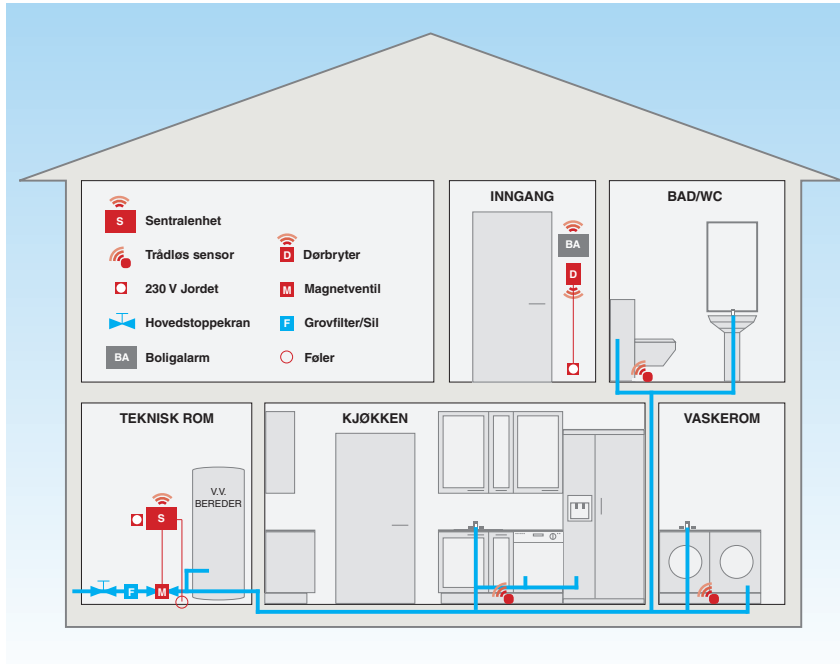 S
Sentralenhet
Trådløs sensor
230 V Jordet
Hovedstoppekran
BA
Boligalarm
D
Dørbryter
M
Magnetventil
F
Grovfilter/Sil
Føler
INNGANG
BA
D
BAD/WC
TEKNISK ROM
V.V.
BEREDER
S
F
M
KJØKKEN
VASKEROM